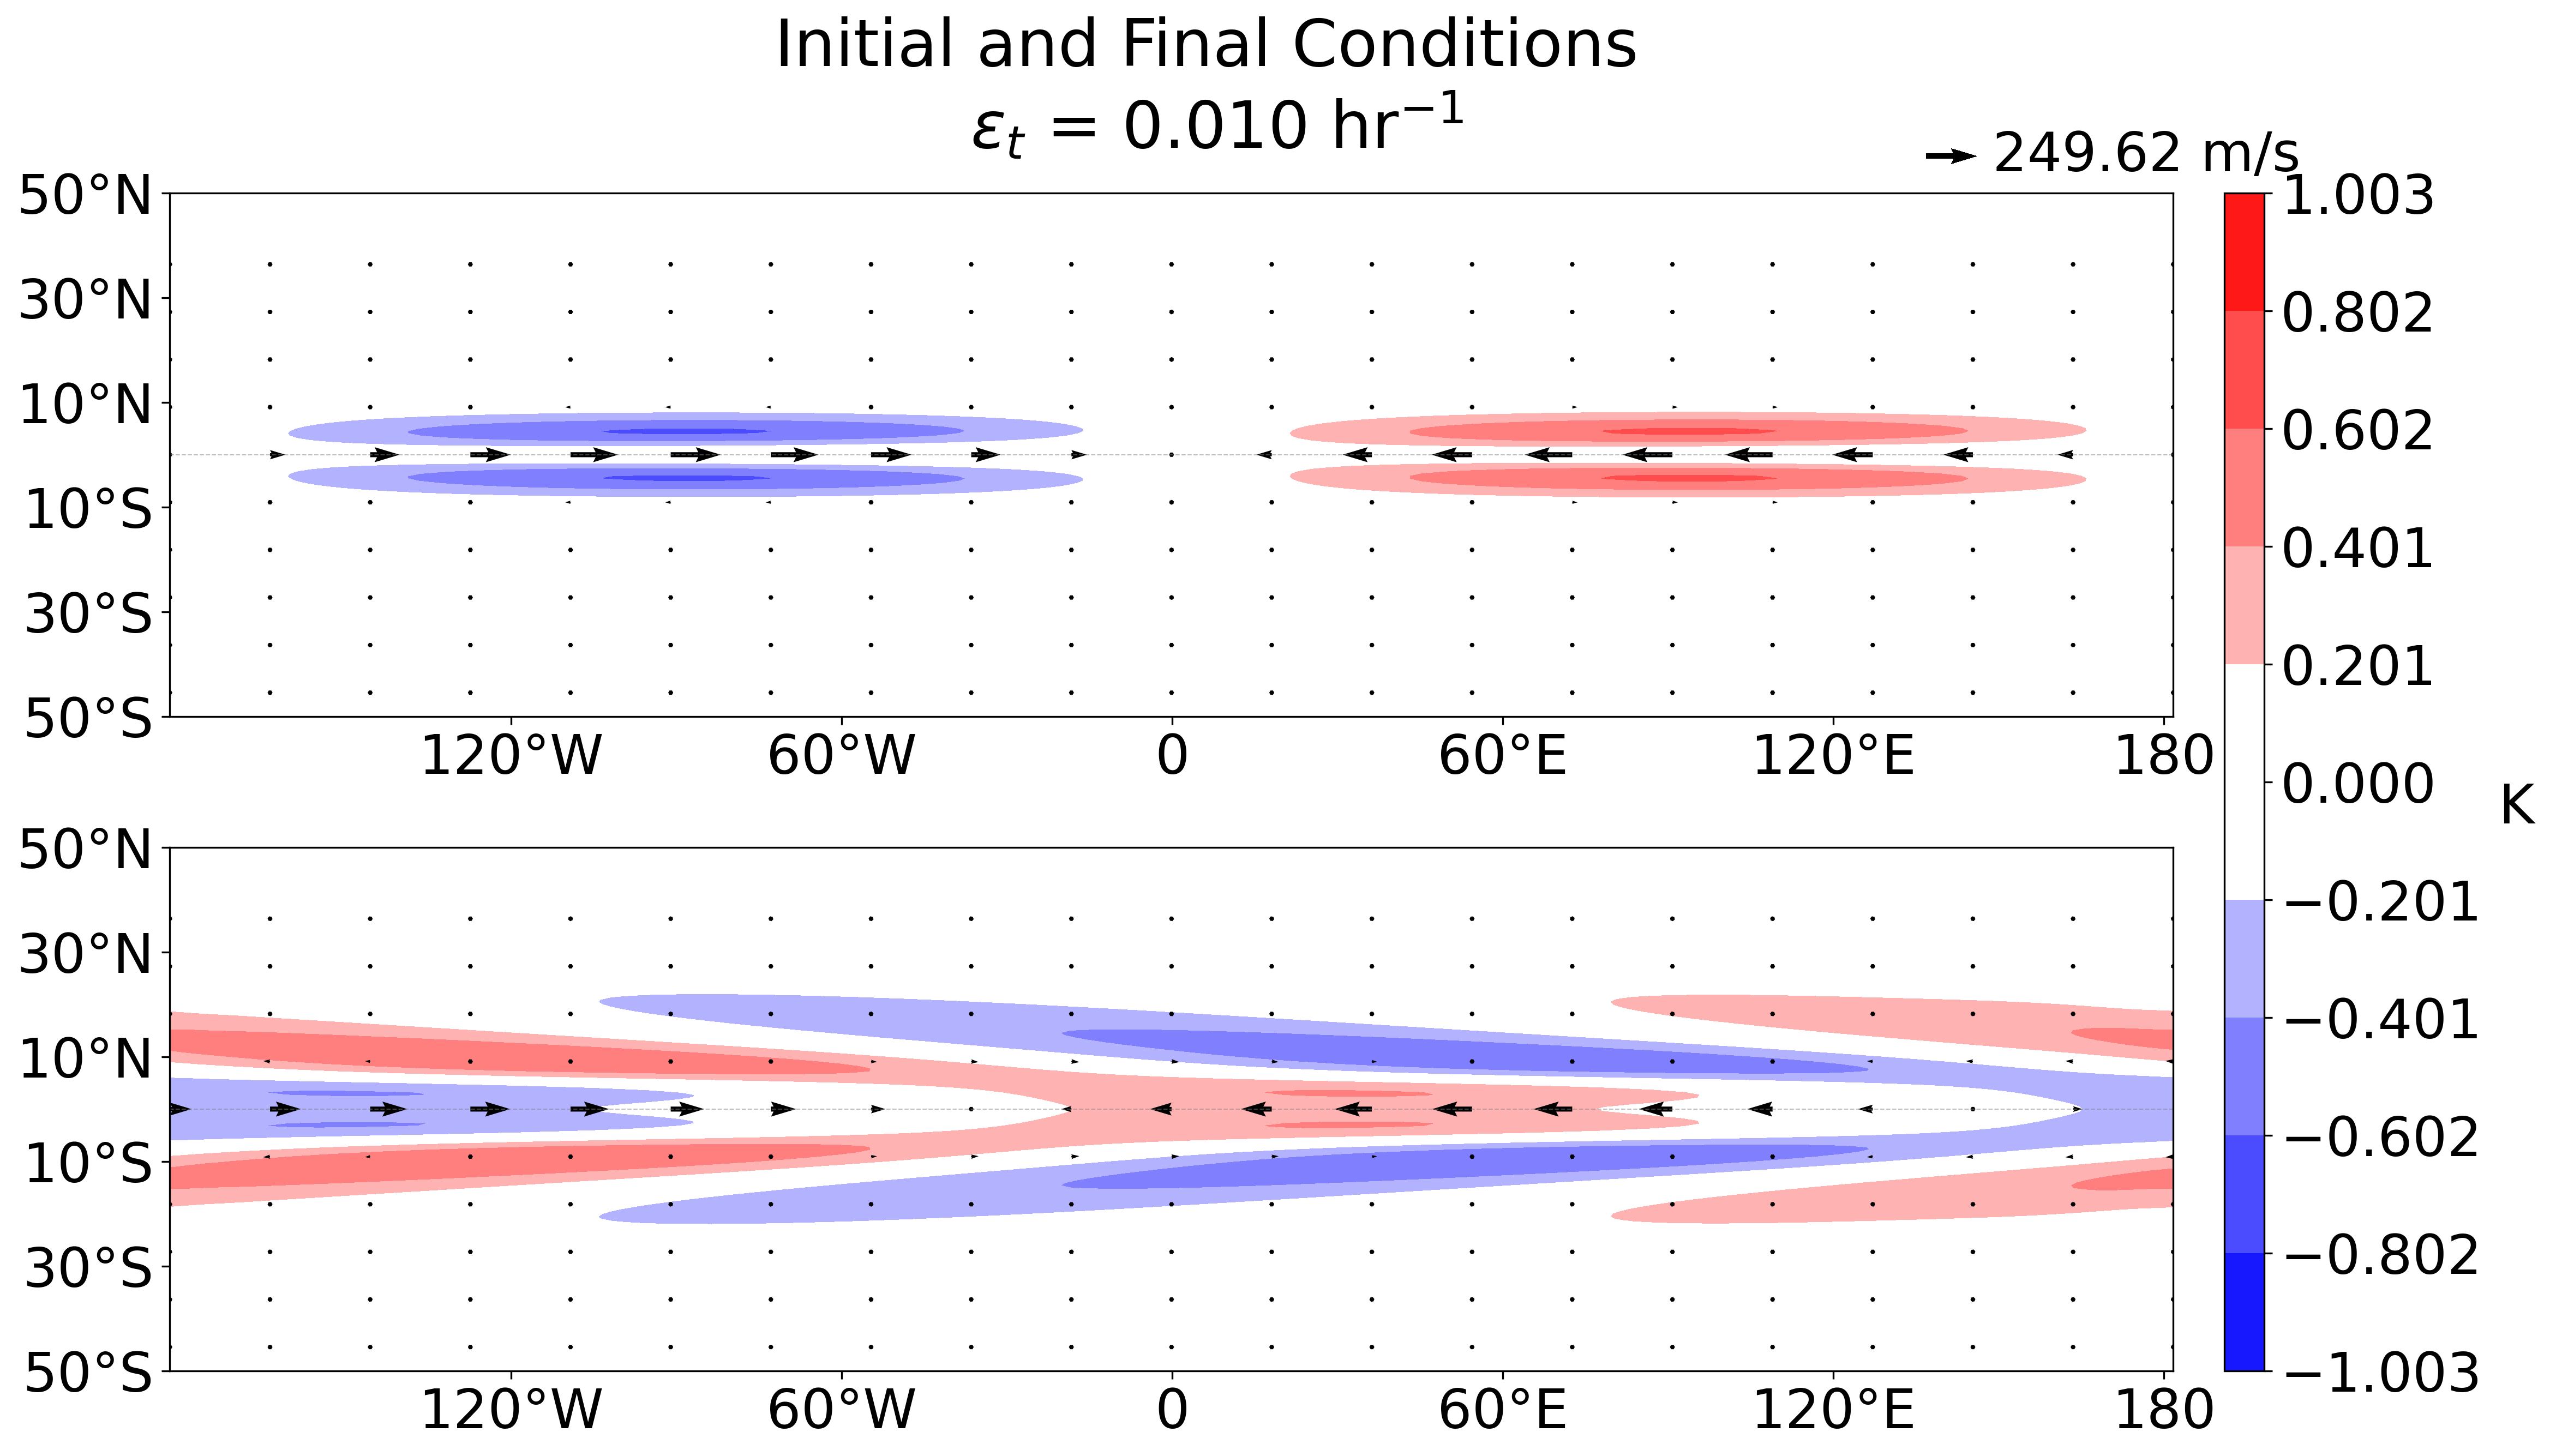 Initial and Final Conditions
εt = 0.010 hr−1
249.62 m/s
50°N
30°N
10°N
10°S
30°S
50°S
120°W 60°W 0 60°E 120°E 180
50°N
30°N
10°N
10°S
30°S
50°S
120°W 60°W 0 60°E 120°E 180
1.003
0.802
0.602
0.401
0.201
0.000
−0.201
−0.401
−0.602
−0.802
−1.003
K